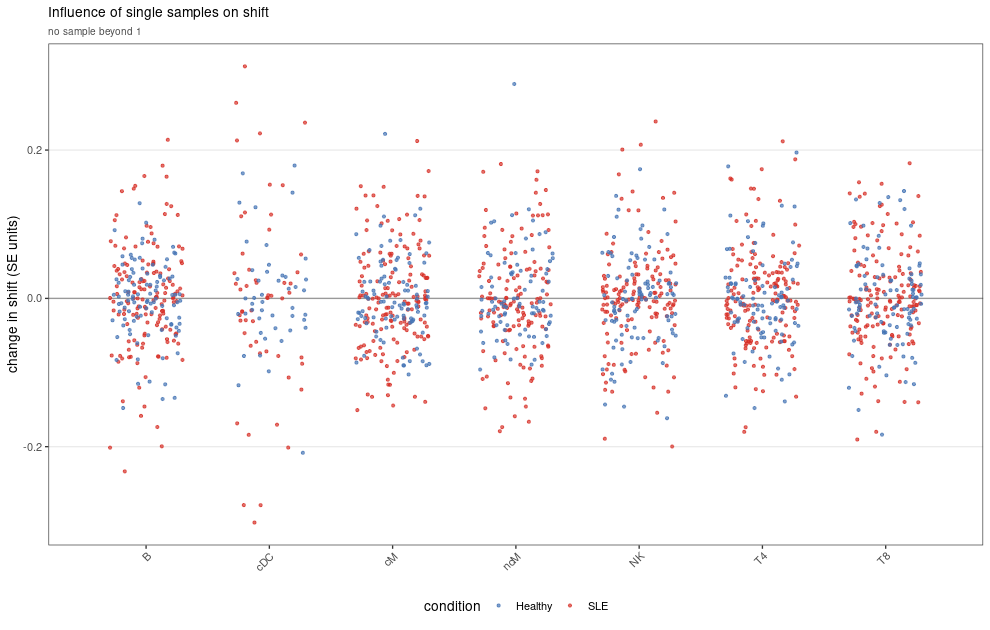 Influence of single samples on shift
no sample beyond 1
change in shift (SE units)
0.2
0.0
-0.2
B
cDC
cM
ncM
NK
T4
T8
condition
Healthy
SLE